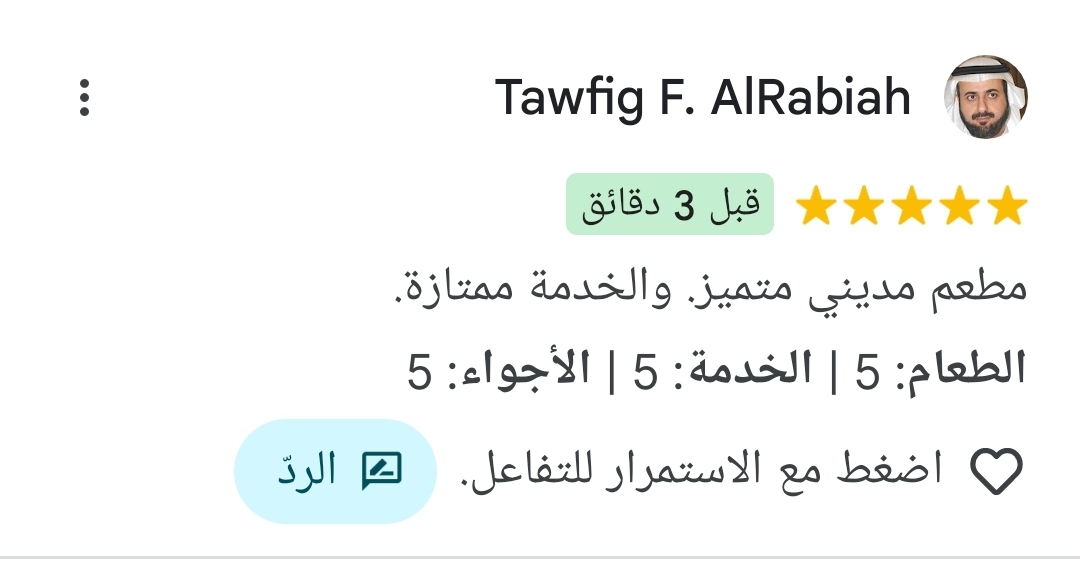 Tawfig F. AlRabiah
قبل 3 دقائق
مطعم مديني متميز. والخدمة ممتازة.
الطعام: 5 | الخدمة: 5 | الأجواء: 5
اضغط مع الاستمرار للتفاعل. الردّ